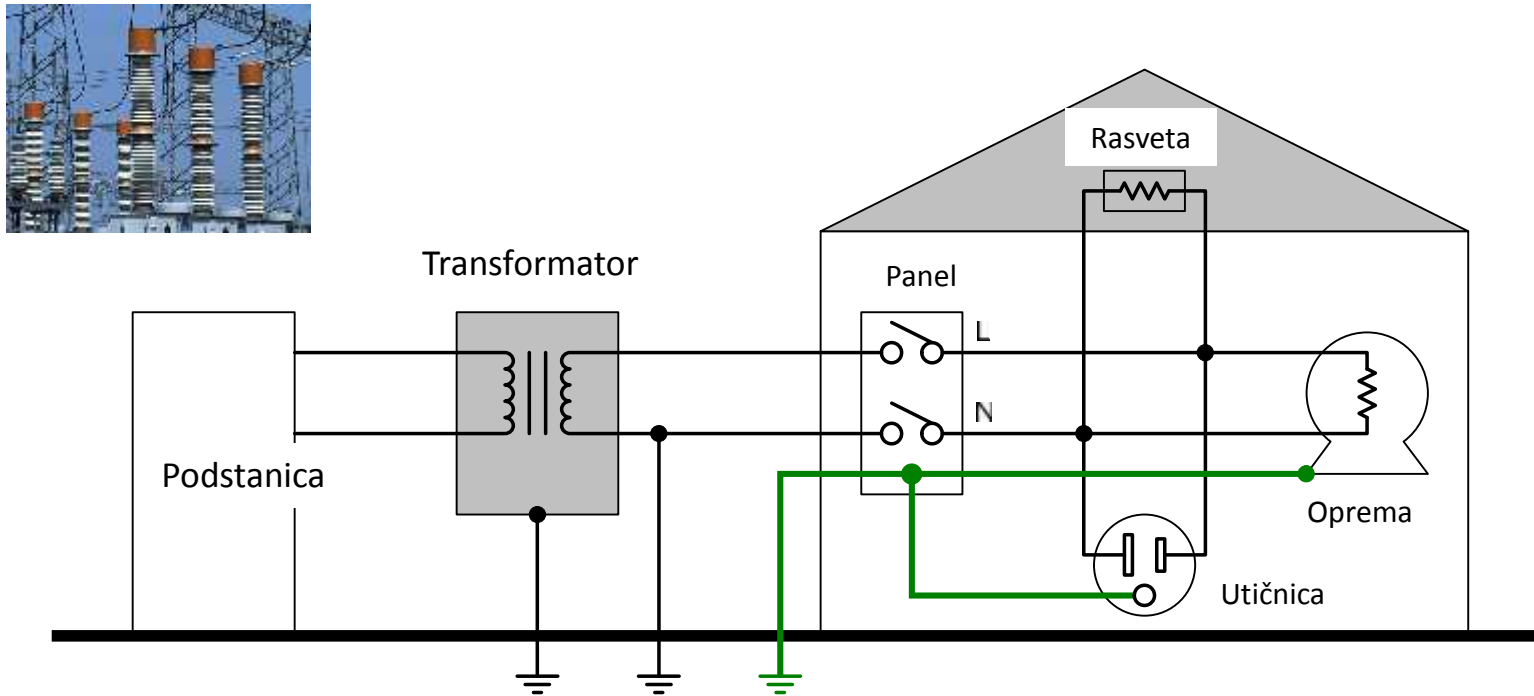 Rasveta
Transformator
Panel
L
N
Podstanica
Oprema
Utičnica